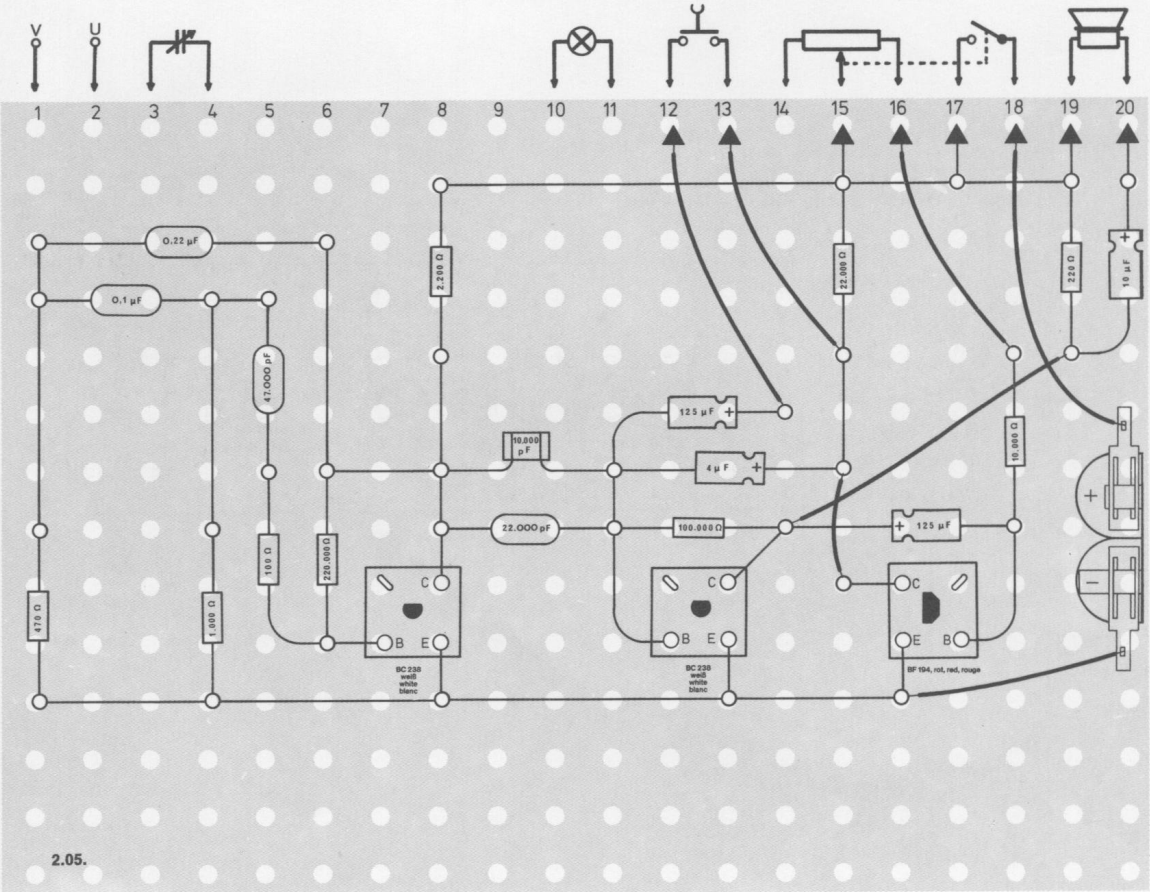 V U
1 2 3 4 5 6 7 8 9 10 11 12 13 14 15 16 17 18 19 20
0.22 µF
2.200 Ω
22.000 Ω
220 Ω
+
10 µF
0.1 µF
47.000 pF
125 µF +
10.000 Ω
10.000
pF
4 µF +
+
22.000 pF
100.000 Ω
+ 125 µF
100 Ω
220.000 Ω
C
C
C
−
470 Ω
1.000 Ω
B E
B E
E B
BC 238
weiß
white
blanc
BC 238
weiß
white
blanc
BF 194, rot, red, rouge
2.05.